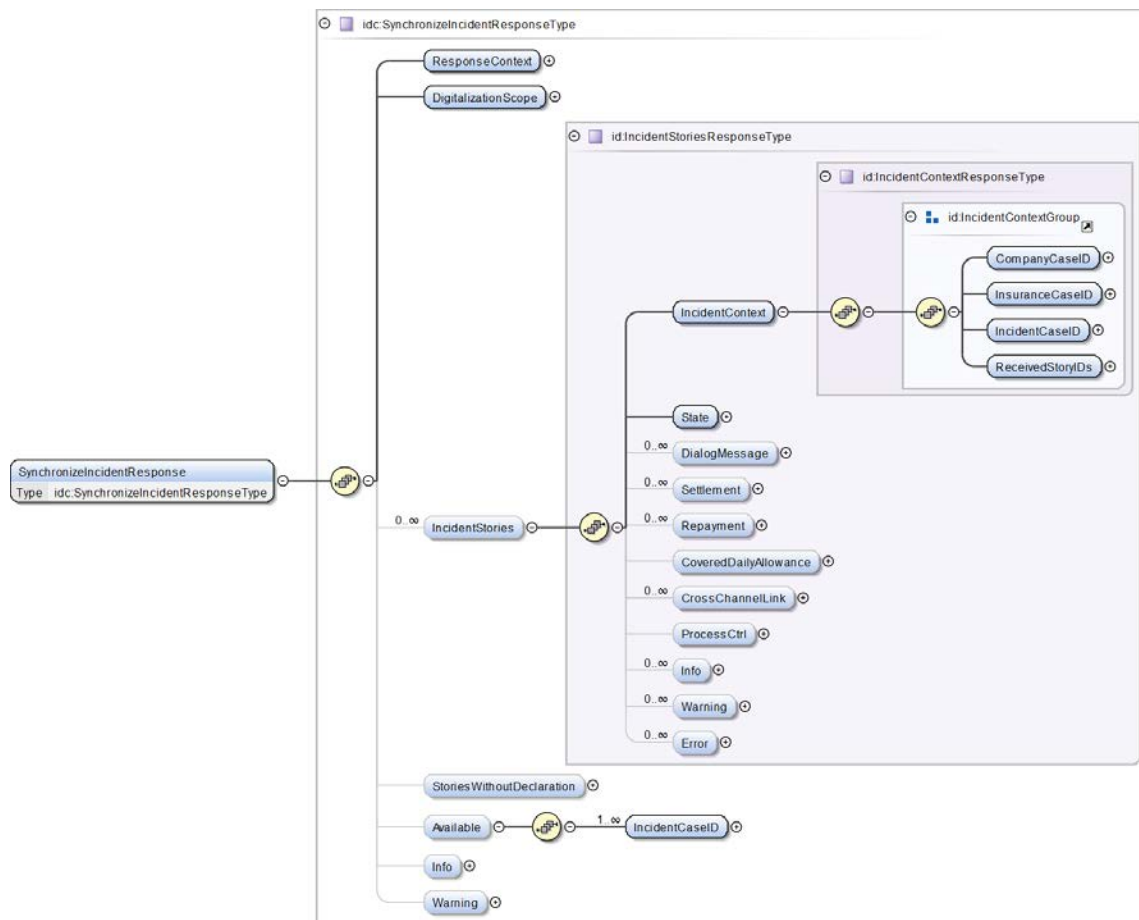 idc:SynchronizeIncidentResponseType
ResponseContext
DigitalizationScope
id:IncidentStoriesResponseType
id:IncidentContextResponseType
id:IncidentContextGroup
CompanyCaseID
InsuranceCaseID
IncidentContext
IncidentCaseID
ReceivedStoryIDs
State
0..∞ DialogMessage
0..∞ Settlement
SynchronizeIncidentResponse
Type idc:SynchronizeIncidentResponseType
0..∞ IncidentStories
0..∞ Repayment
CoveredDailyAllowance
0..∞ CrossChannelLink
ProcessCtrl
0..∞ Info
0..∞ Warning
0..∞ Error
StoriesWithoutDeclaration
Available 1..∞ IncidentCaseID
Info
Warning